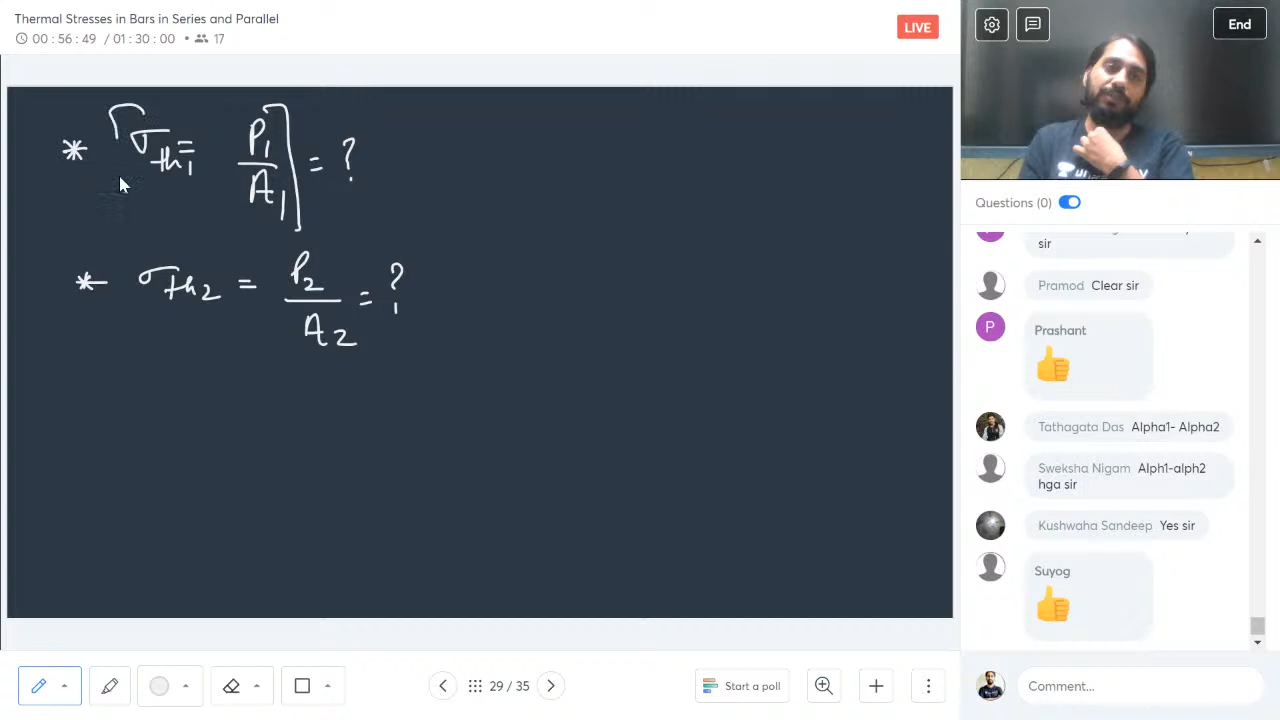 Thermal Stresses in Bars in Series and Parallel
00 : 56 : 49 / 01 : 30 : 00 • 17
LIVE
End
* σth1 = P1/A1 = ?
* σth2 = P2/A2 = ?
Questions (0)
sir
Pramod Clear sir
P Prashant
Tathagata Das Alpha1- Alpha2
Sweksha Nigam Alph1-alph2
hga sir
Kushwaha Sandeep Yes sir
Suyog
29 / 35
Start a poll
Comment...